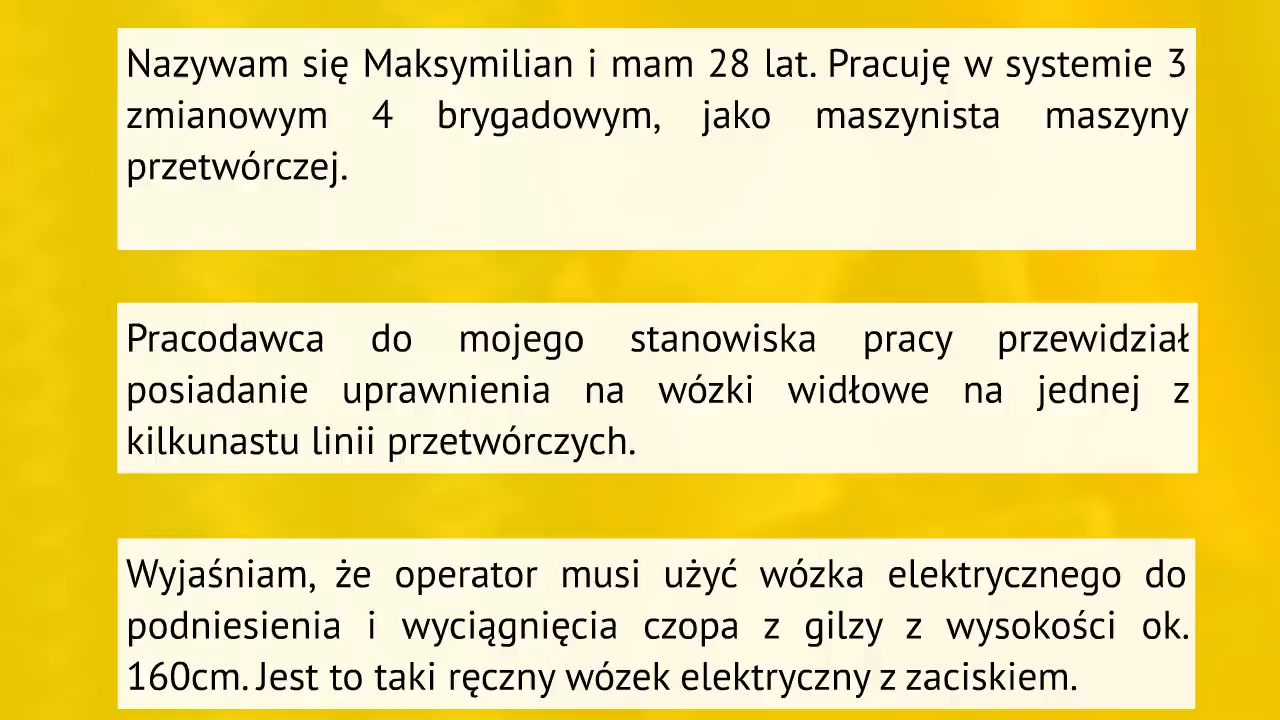 Nazywam się Maksymilian i mam 28 lat. Pracuję w systemie 3
zmianowym 4 brygadowym, jako maszynista maszyny
przetwórczej.
Pracodawca do mojego stanowiska pracy przewidział
posiadanie uprawnienia na wózki widłowe na jednej z
kilkunastu linii przetwórczych.
Wyjaśniam, że operator musi użyć wózka elektrycznego do
podniesienia i wyciągnięcia czopa z gilzy z wysokości ok.
160cm. Jest to taki ręczny wózek elektryczny z zaciskiem.